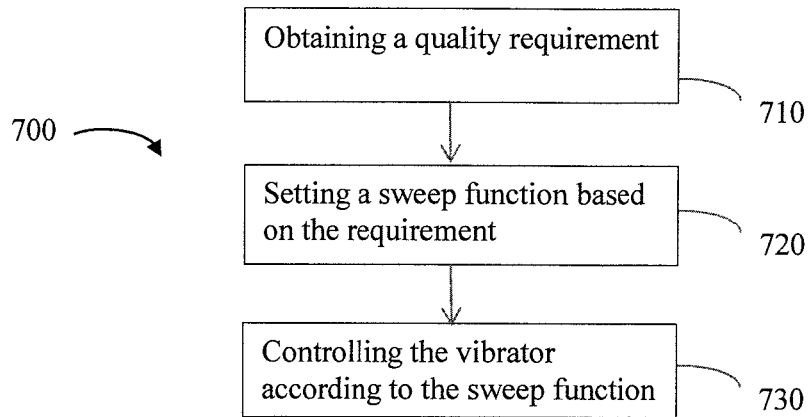 Obtaining a quality requirement
710
700
Setting a sweep function based
on the requirement
720
Controlling the vibrator
according to the sweep function
730